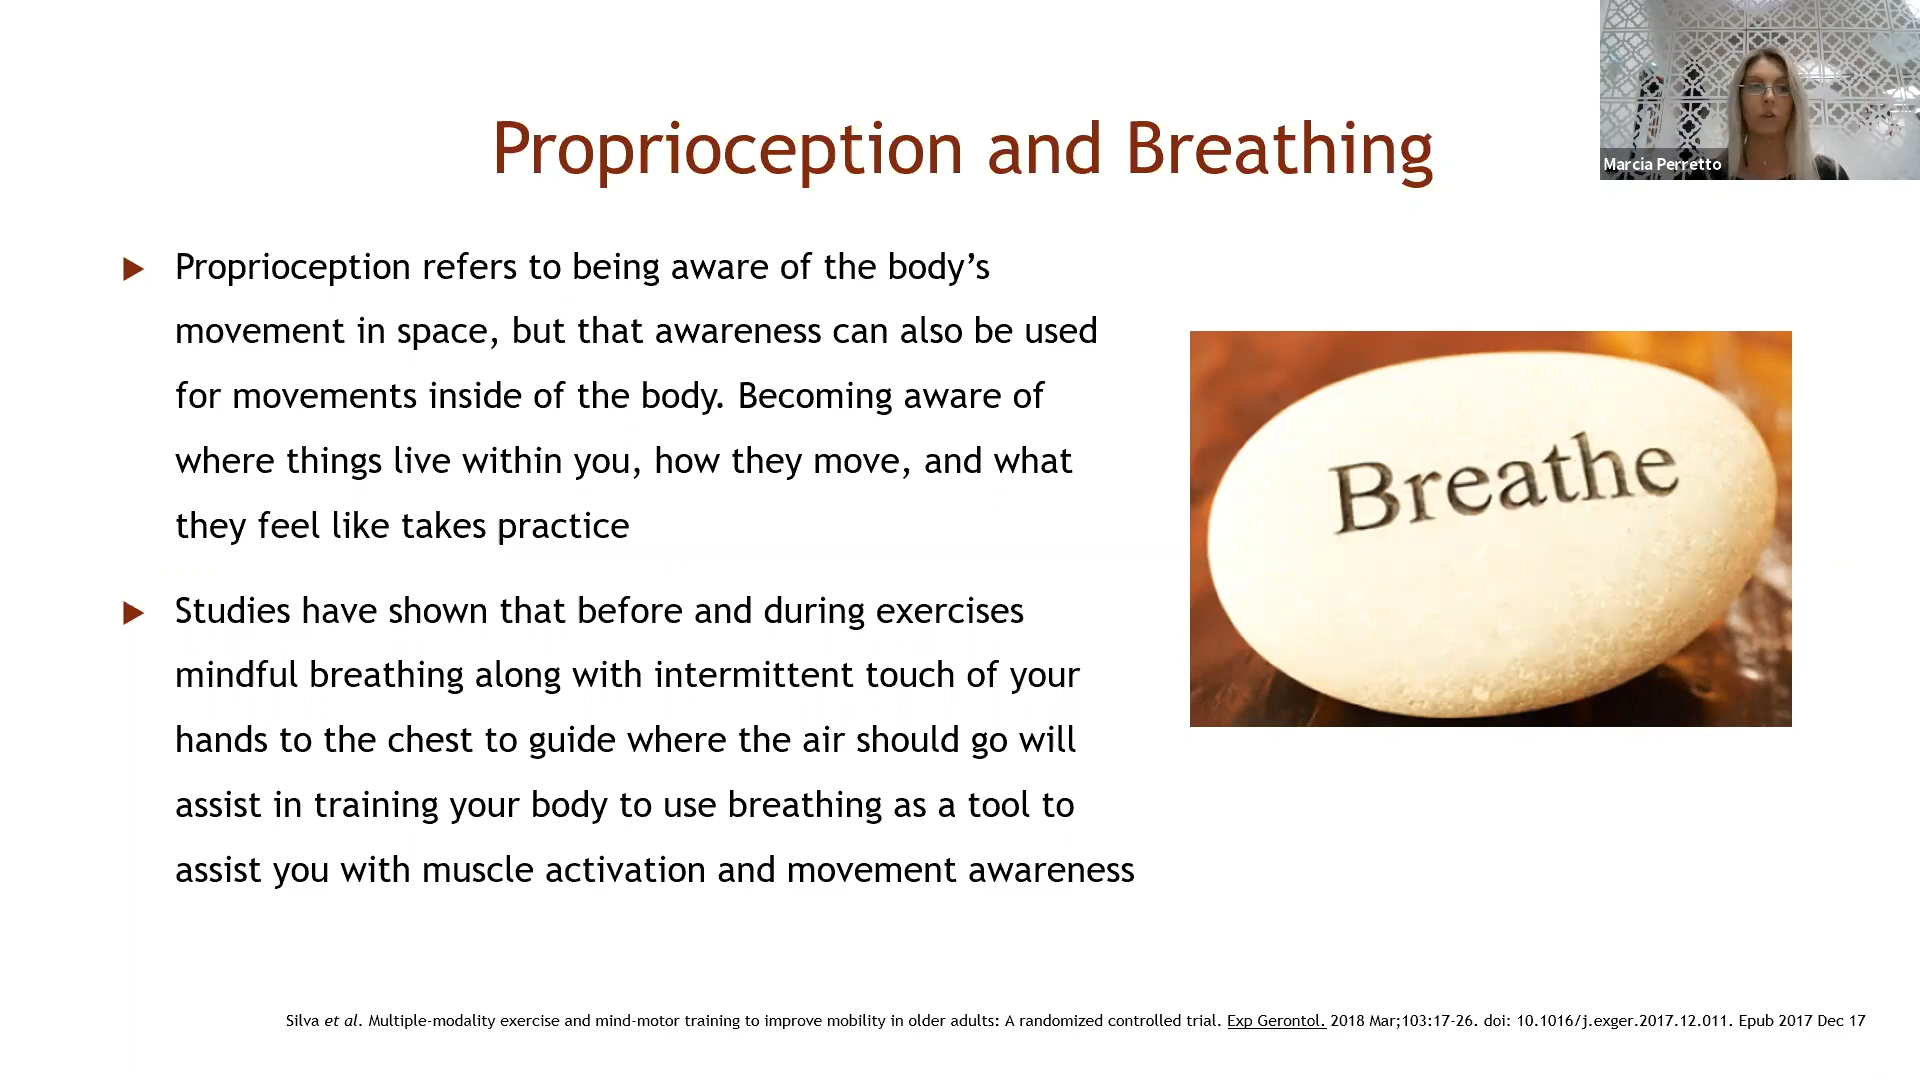 Proprioception and Breathing
Marcia Perretto
Proprioception refers to being aware of the body’s
movement in space, but that awareness can also be used
for movements inside of the body. Becoming aware of
where things live within you, how they move, and what
they feel like takes practice
Breathe
Studies have shown that before and during exercises
mindful breathing along with intermittent touch of your
hands to the chest to guide where the air should go will
assist in training your body to use breathing as a tool to
assist you with muscle activation and movement awareness
Silva et al. Multiple-modality exercise and mind-motor training to improve mobility in older adults: A randomized controlled trial. Exp Gerontol. 2018 Mar;103:17-26. doi: 10.1016/j.exger.2017.12.011. Epub 2017 Dec 17